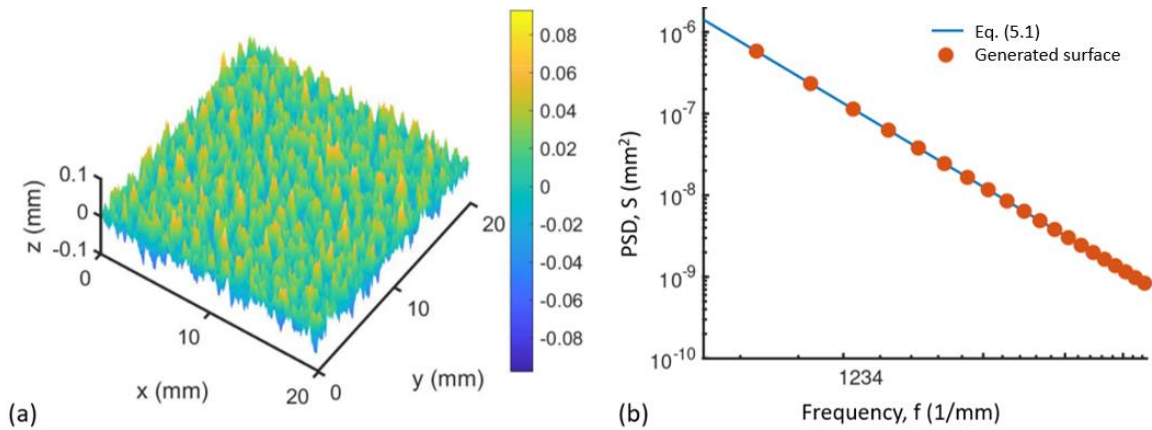 0.08
0.06
0.04
0.02
0
-0.02
-0.04
-0.06
-0.08
z (mm)
0.1
0
-0.1
0
10
20
x (mm)
0
10
20
y (mm)
(a)
10-6
10-7
10-8
10-9
10-10
PSD, S (mm2)
Eq. (5.1)
Generated surface
1234
Frequency, f (1/mm)
(b)